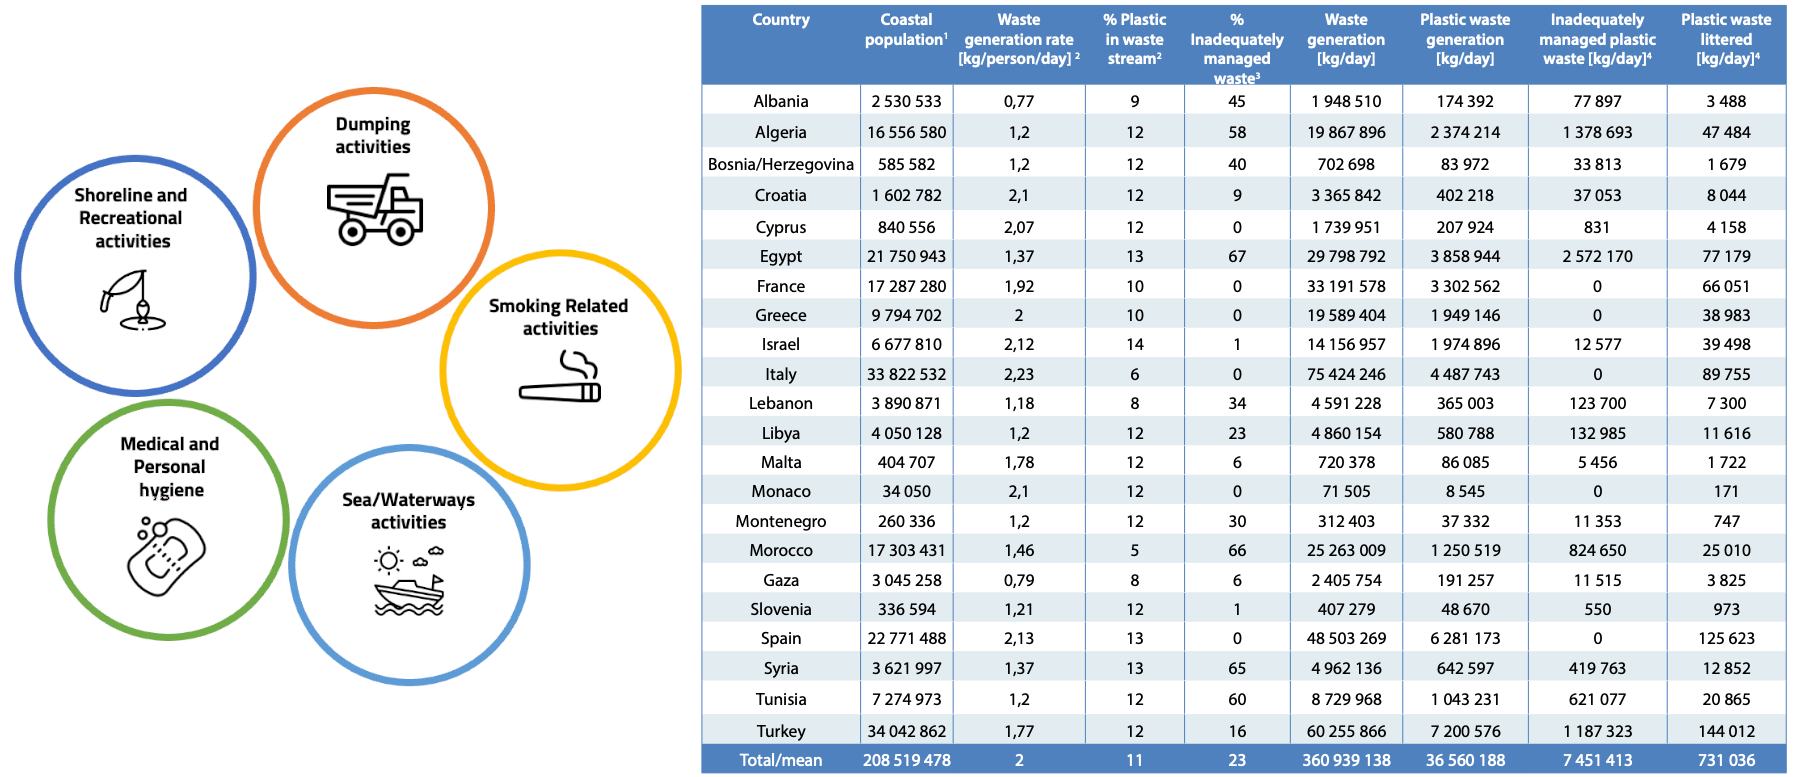 Dumping
activities
Shoreline and
Recreational
activities
Smoking Related
activities
Medical and
Personal
hygiene
Sea/Waterways
activities
Country Coastal population¹ Waste generation rate [kg/person/day] ² % Plastic in waste stream² % Inadequately managed waste³ Waste generation [kg/day] Plastic waste generation [kg/day] Inadequately managed plastic waste [kg/day]⁴ Plastic waste littered [kg/day]⁴
Albania 2 530 533 0,77 9 45 1 948 510 174 392 77 897 3 488
Algeria 16 556 580 1,2 12 58 19 867 896 2 374 214 1 378 693 47 484
Bosnia/Herzegovina 585 582 1,2 12 40 702 698 83 972 33 813 1 679
Croatia 1 602 782 2,1 12 9 3 365 842 402 218 37 053 8 044
Cyprus 840 556 2,07 12 0 1 739 951 207 924 831 4 158
Egypt 21 750 943 1,37 13 67 29 798 792 3 858 944 2 572 170 77 179
France 17 287 280 1,92 10 0 33 191 578 3 302 562 0 66 051
Greece 9 794 702 2 10 0 19 589 404 1 949 146 0 38 983
Israel 6 677 810 2,12 14 1 14 156 957 1 974 896 12 577 39 498
Italy 33 822 532 2,23 6 0 75 424 246 4 487 743 0 89 755
Lebanon 3 890 871 1,18 8 34 4 591 228 365 003 123 700 7 300
Libya 4 050 128 1,2 12 23 4 860 154 580 788 132 985 11 616
Malta 404 707 1,78 12 6 720 378 86 085 5 456 1 722
Monaco 34 050 2,1 12 0 71 505 8 545 0 171
Montenegro 260 336 1,2 12 30 312 403 37 332 11 353 747
Morocco 17 303 431 1,46 5 66 25 263 009 1 250 519 824 650 25 010
Gaza 3 045 258 0,79 8 6 2 405 754 191 257 11 515 3 825
Slovenia 336 594 1,21 12 1 407 279 48 670 550 973
Spain 22 771 488 2,13 13 0 48 503 269 6 281 173 0 125 623
Syria 3 621 997 1,37 13 65 4 962 136 642 597 419 763 12 852
Tunisia 7 274 973 1,2 12 60 8 729 968 1 043 231 621 077 20 865
Turkey 34 042 862 1,77 12 16 60 255 866 7 200 576 1 187 323 144 012
Total/mean 208 519 478 2 11 23 360 939 138 36 560 188 7 451 413 731 036